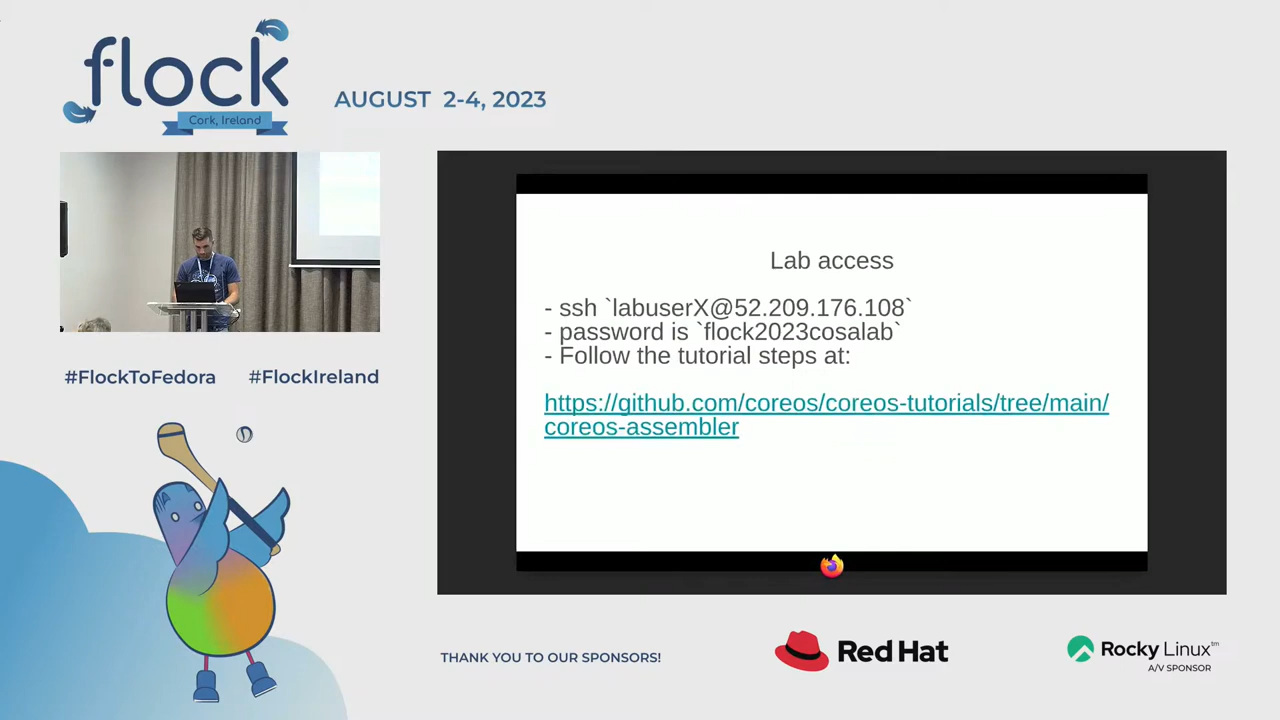 flock
Cork, Ireland
AUGUST 2-4, 2023
Lab access
- ssh `labuserX@52.209.176.108`
- password is `flock2023cosalab`
- Follow the tutorial steps at:
https://github.com/coreos/coreos-tutorials/tree/main/
coreos-assembler
#FlockToFedora #FlockIreland
THANK YOU TO OUR SPONSORS!
Red Hat
Rocky Linux™
A/V SPONSOR